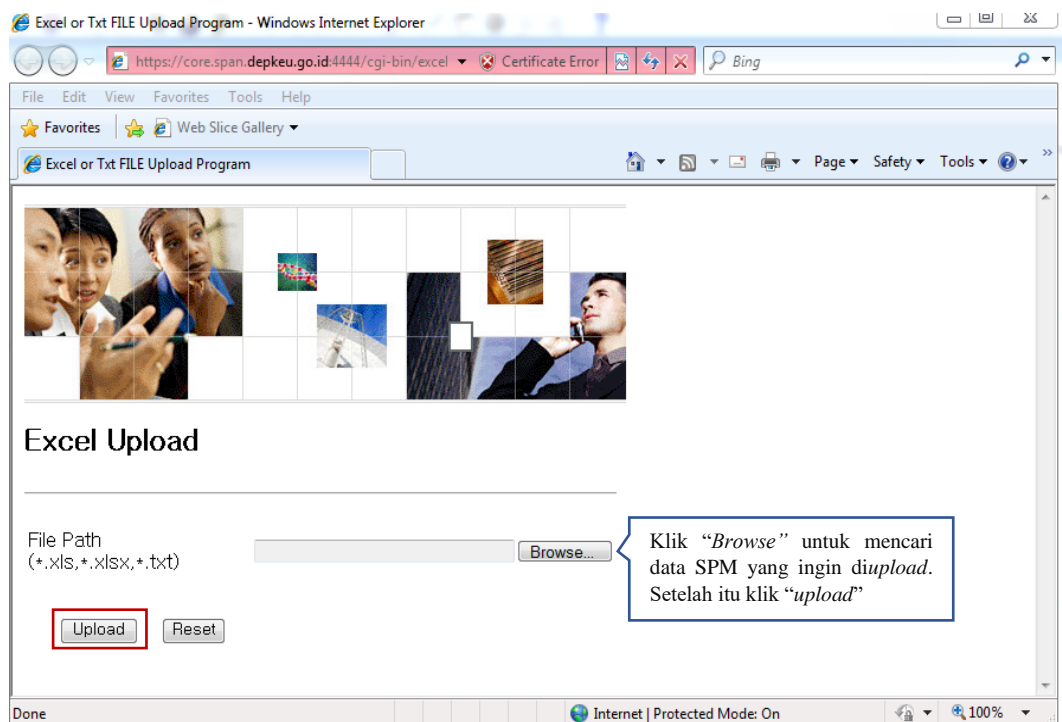 Excel or Txt FILE Upload Program - Windows Internet Explorer
https://core.span.depkeu.go.id:4444/cgi-bin/excel Certificate Error Bing
File Edit View Favorites Tools Help
Favorites Web Slice Gallery
Excel or Txt FILE Upload Program Page Safety Tools
Excel Upload
File Path
(*.xls,*.xlsx,*.txt)
Browse...
Klik “Browse” untuk mencari
data SPM yang ingin diupload.
Setelah itu klik “upload”
Upload Reset
Done Internet | Protected Mode: On 100%